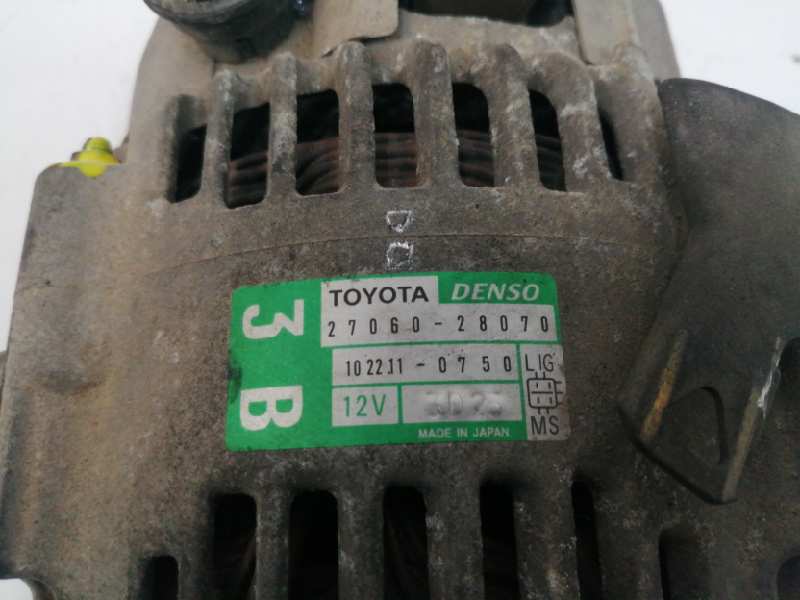 TOYOTA DENSO
27060-28070
102211-0750
12V
LIG
MS
MADE IN JAPAN
3
B